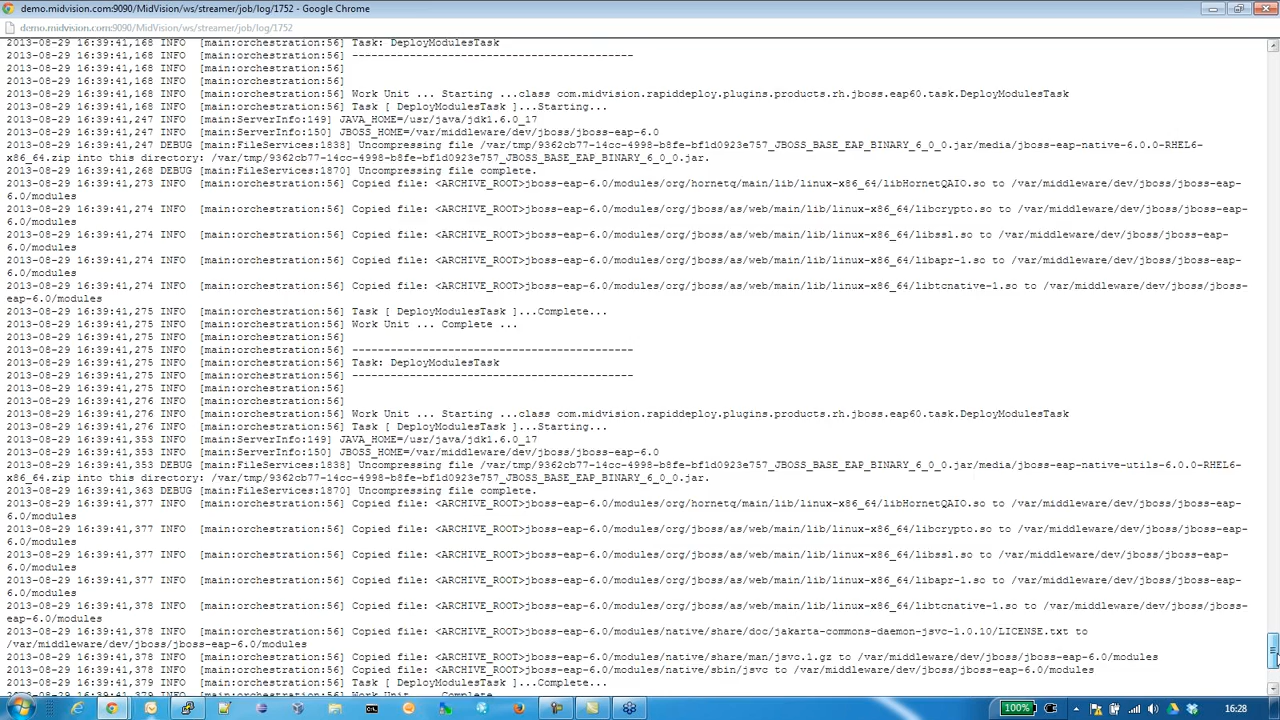 demo.midvision.com:9090/MidVision/ws/streamer/job/log/1752 - Google Chrome
demo.midvision.com:9090/MidVision/ws/streamer/job/log/1752
2013-08-29 16:39:41,168 INFO [main:orchestration:56] Task: DeployModulesTask
2013-08-29 16:39:41,168 INFO [main:orchestration:56] --------------------------------------------
2013-08-29 16:39:41,168 INFO [main:orchestration:56]
2013-08-29 16:39:41,168 INFO [main:orchestration:56]
2013-08-29 16:39:41,168 INFO [main:orchestration:56] Work Unit ... Starting ...class com.midvision.rapiddeploy.plugins.products.rh.jboss.eap60.task.DeployModulesTask
2013-08-29 16:39:41,168 INFO [main:orchestration:56] Task [ DeployModulesTask ]...Starting...
2013-08-29 16:39:41,247 INFO [main:ServerInfo:149] JAVA_HOME=/usr/java/jdk1.6.0_17
2013-08-29 16:39:41,247 INFO [main:ServerInfo:150] JBOSS_HOME=/var/middleware/dev/jboss/jboss-eap-6.0
2013-08-29 16:39:41,247 DEBUG [main:FileServices:1838] Uncompressing file /var/tmp/9362cb77-14cc-4998-b8fe-bf1d0923e757_JBOSS_BASE_EAP_BINARY_6_0_0.jar/media/jboss-eap-native-6.0.0-RHEL6-
x86_64.zip into this directory: /var/tmp/9362cb77-14cc-4998-b8fe-bf1d0923e757_JBOSS_BASE_EAP_BINARY_6_0_0.jar.
2013-08-29 16:39:41,268 DEBUG [main:FileServices:1870] Uncompressing file complete.
2013-08-29 16:39:41,273 INFO [main:orchestration:56] Copied file: <ARCHIVE_ROOT>jboss-eap-6.0/modules/org/hornetq/main/lib/linux-x86_64/libHornetQAIO.so to /var/middleware/dev/jboss/jboss-eap-
6.0/modules
2013-08-29 16:39:41,274 INFO [main:orchestration:56] Copied file: <ARCHIVE_ROOT>jboss-eap-6.0/modules/org/jboss/as/web/main/lib/linux-x86_64/libcrypto.so to /var/middleware/dev/jboss/jboss-eap-
6.0/modules
2013-08-29 16:39:41,274 INFO [main:orchestration:56] Copied file: <ARCHIVE_ROOT>jboss-eap-6.0/modules/org/jboss/as/web/main/lib/linux-x86_64/libssl.so to /var/middleware/dev/jboss/jboss-eap-
6.0/modules
2013-08-29 16:39:41,274 INFO [main:orchestration:56] Copied file: <ARCHIVE_ROOT>jboss-eap-6.0/modules/org/jboss/as/web/main/lib/linux-x86_64/libapr-1.so to /var/middleware/dev/jboss/jboss-eap-
6.0/modules
2013-08-29 16:39:41,274 INFO [main:orchestration:56] Copied file: <ARCHIVE_ROOT>jboss-eap-6.0/modules/org/jboss/as/web/main/lib/linux-x86_64/libtcnative-1.so to /var/middleware/dev/jboss/jboss-
eap-6.0/modules
2013-08-29 16:39:41,275 INFO [main:orchestration:56] Task [ DeployModulesTask ]...Complete...
2013-08-29 16:39:41,275 INFO [main:orchestration:56] Work Unit ... Complete ...
2013-08-29 16:39:41,275 INFO [main:orchestration:56]
2013-08-29 16:39:41,275 INFO [main:orchestration:56] --------------------------------------------
2013-08-29 16:39:41,275 INFO [main:orchestration:56] Task: DeployModulesTask
2013-08-29 16:39:41,275 INFO [main:orchestration:56] --------------------------------------------
2013-08-29 16:39:41,275 INFO [main:orchestration:56]
2013-08-29 16:39:41,276 INFO [main:orchestration:56]
2013-08-29 16:39:41,276 INFO [main:orchestration:56] Work Unit ... Starting ...class com.midvision.rapiddeploy.plugins.products.rh.jboss.eap60.task.DeployModulesTask
2013-08-29 16:39:41,276 INFO [main:orchestration:56] Task [ DeployModulesTask ]...Starting...
2013-08-29 16:39:41,353 INFO [main:ServerInfo:149] JAVA_HOME=/usr/java/jdk1.6.0_17
2013-08-29 16:39:41,353 INFO [main:ServerInfo:150] JBOSS_HOME=/var/middleware/dev/jboss/jboss-eap-6.0
2013-08-29 16:39:41,353 DEBUG [main:FileServices:1838] Uncompressing file /var/tmp/9362cb77-14cc-4998-b8fe-bf1d0923e757_JBOSS_BASE_EAP_BINARY_6_0_0.jar/media/jboss-eap-native-utils-6.0.0-RHEL6-
x86_64.zip into this directory: /var/tmp/9362cb77-14cc-4998-b8fe-bf1d0923e757_JBOSS_BASE_EAP_BINARY_6_0_0.jar.
2013-08-29 16:39:41,363 DEBUG [main:FileServices:1870] Uncompressing file complete.
2013-08-29 16:39:41,377 INFO [main:orchestration:56] Copied file: <ARCHIVE_ROOT>jboss-eap-6.0/modules/org/hornetq/main/lib/linux-x86_64/libHornetQAIO.so to /var/middleware/dev/jboss/jboss-eap-
6.0/modules
2013-08-29 16:39:41,377 INFO [main:orchestration:56] Copied file: <ARCHIVE_ROOT>jboss-eap-6.0/modules/org/jboss/as/web/main/lib/linux-x86_64/libcrypto.so to /var/middleware/dev/jboss/jboss-eap-
6.0/modules
2013-08-29 16:39:41,377 INFO [main:orchestration:56] Copied file: <ARCHIVE_ROOT>jboss-eap-6.0/modules/org/jboss/as/web/main/lib/linux-x86_64/libssl.so to /var/middleware/dev/jboss/jboss-eap-
6.0/modules
2013-08-29 16:39:41,377 INFO [main:orchestration:56] Copied file: <ARCHIVE_ROOT>jboss-eap-6.0/modules/org/jboss/as/web/main/lib/linux-x86_64/libapr-1.so to /var/middleware/dev/jboss/jboss-eap-
6.0/modules
2013-08-29 16:39:41,378 INFO [main:orchestration:56] Copied file: <ARCHIVE_ROOT>jboss-eap-6.0/modules/org/jboss/as/web/main/lib/linux-x86_64/libtcnative-1.so to /var/middleware/dev/jboss/jboss-
eap-6.0/modules
2013-08-29 16:39:41,378 INFO [main:orchestration:56] Copied file: <ARCHIVE_ROOT>jboss-eap-6.0/modules/native/share/doc/jakarta-commons-daemon-jsvc-1.0.10/LICENSE.txt to
/var/middleware/dev/jboss/jboss-eap-6.0/modules
2013-08-29 16:39:41,378 INFO [main:orchestration:56] Copied file: <ARCHIVE_ROOT>jboss-eap-6.0/modules/native/share/man/jsvc.1.gz to /var/middleware/dev/jboss/jboss-eap-6.0/modules
2013-08-29 16:39:41,378 INFO [main:orchestration:56] Copied file: <ARCHIVE_ROOT>jboss-eap-6.0/modules/native/sbin/jsvc to /var/middleware/dev/jboss/jboss-eap-6.0/modules
2013-08-29 16:39:41,379 INFO [main:orchestration:56] Task [ DeployModulesTask ]...Complete...
2013-08-29 16:39:41,379 INFO [main:orchestration:56] Work Unit ... Complete ...
100%
16:28